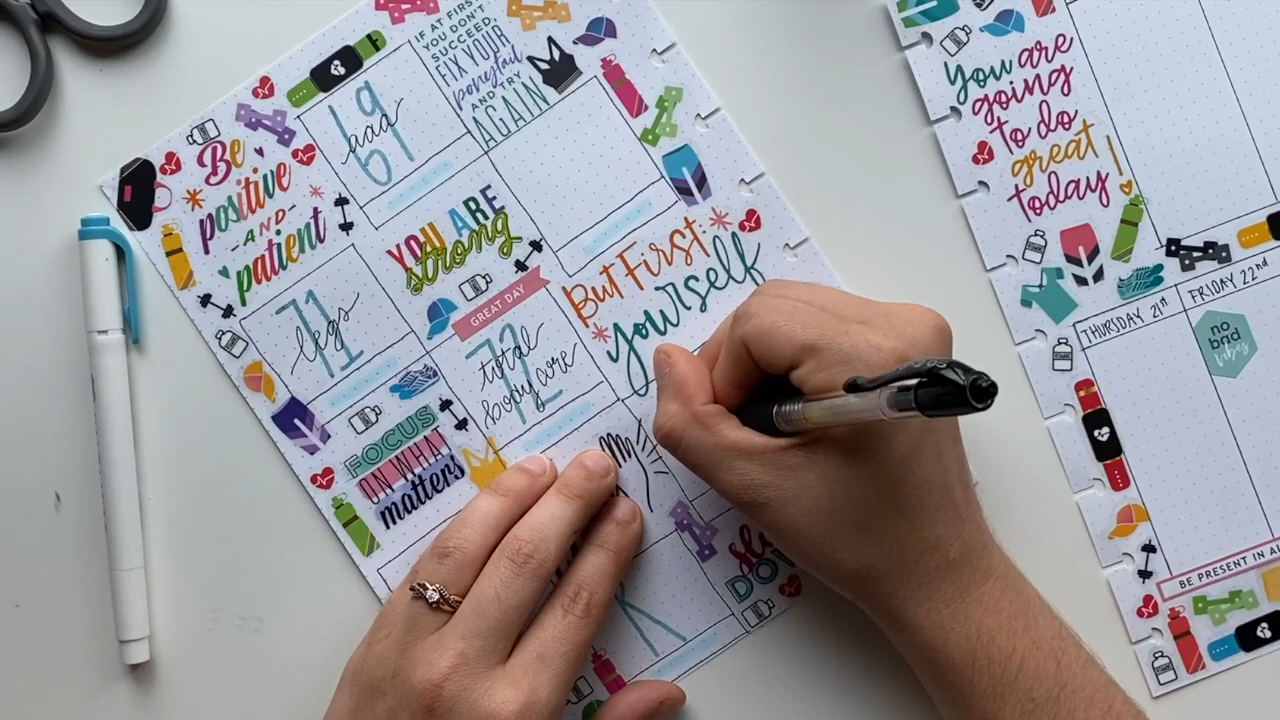 IF AT FIRST
YOU DON'T
SUCCEED,
FIX YOUR
ponytail
AND TRY
AGAIN
69
Be
positive
-AND-
patient
YOU ARE
strong
71
legs
GREAT DAY
But First:
yourself
72
total
body core
FOCUS
ON WHAT
matters
You are
going
to do
great!
today
THURSDAY 21st
FRIDAY 22nd
no
bad
vibes
BE PRESENT IN